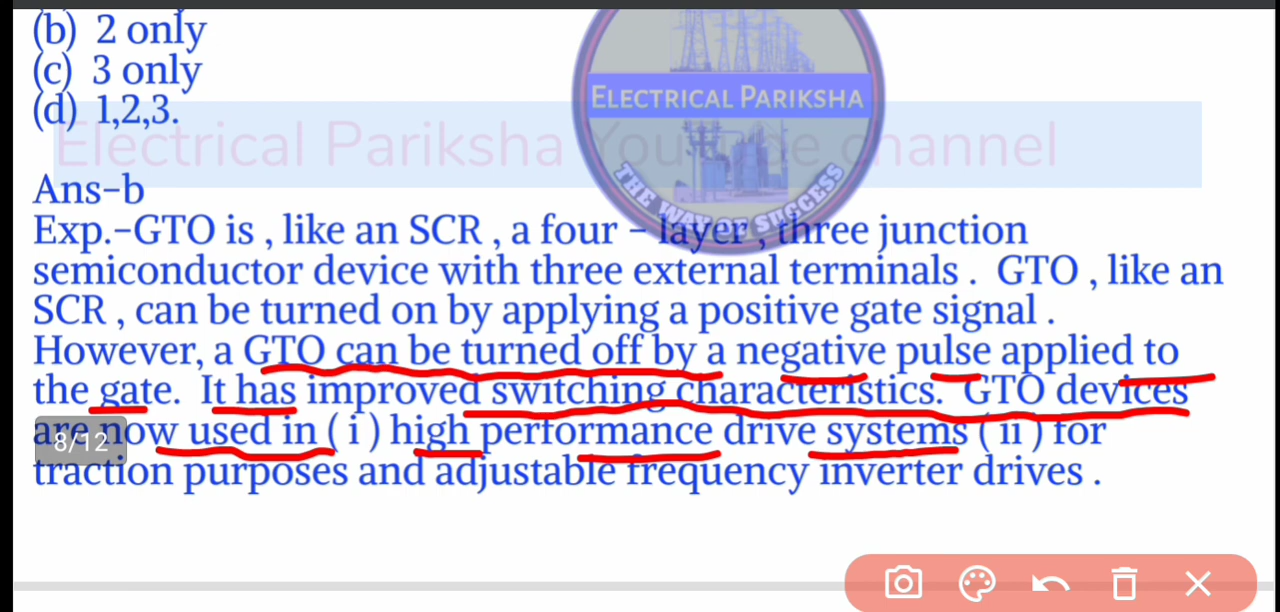 (b) 2 only
(c) 3 only
(d) 1,2,3.
ELECTRICAL PARIKSHA
Electrical Pariksha YouTube channel
THE WAY OF SUCCESS
Ans-b
Exp.-GTO is , like an SCR , a four - layer , three junction
semiconductor device with three external terminals . GTO , like an
SCR , can be turned on by applying a positive gate signal .
However, a GTO can be turned off by a negative pulse applied to
the gate. It has improved switching characteristics. GTO devices
are now used in ( i ) high performance drive systems ( ii ) for
8/12
traction purposes and adjustable frequency inverter drives .